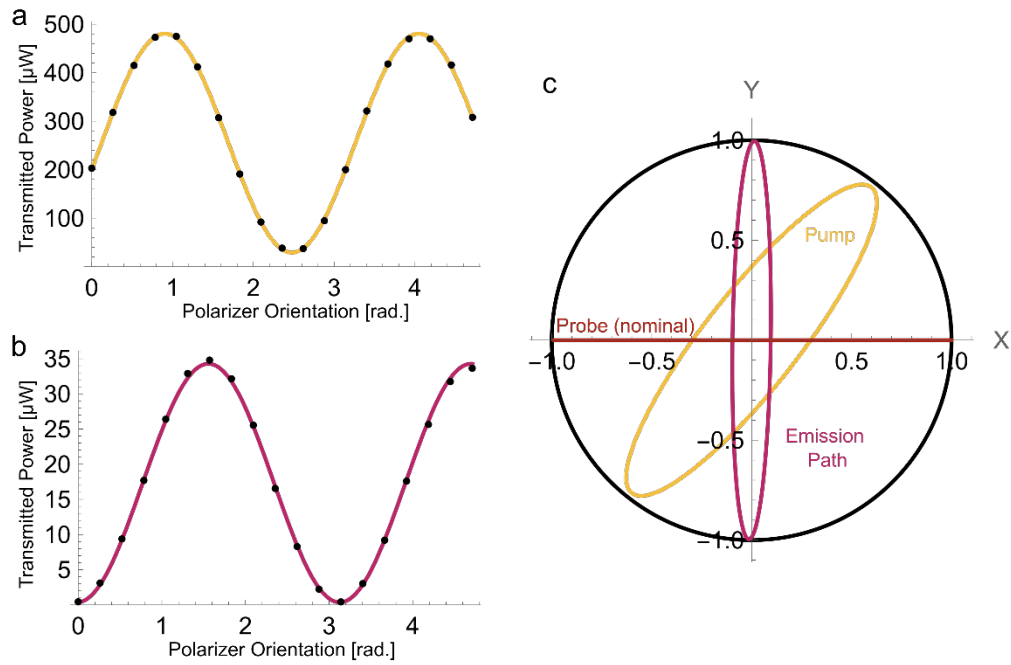 a
Transmitted Power [µW]
500
400
300
200
100
0 1 2 3 4
Polarizer Orientation [rad.]
b
Transmitted Power [µW]
35
30
25
20
15
10
5
0 1 2 3 4
Polarizer Orientation [rad.]
c
Y
1.0
0.5
Pump
Probe (nominal)
X
-1.0 -0.5 0.5 1.0
-0.5
Emission
Path
-1.0